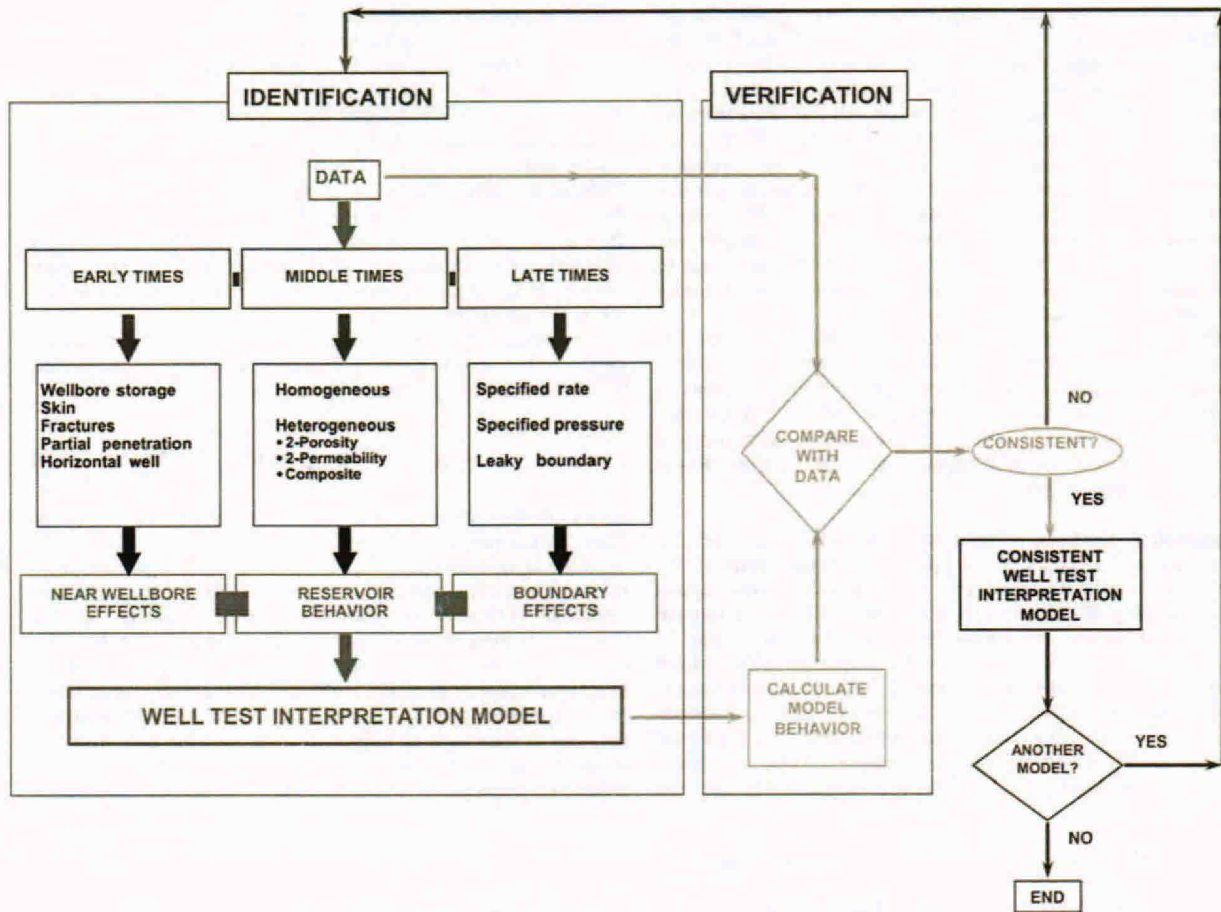 IDENTIFICATION
VERIFICATION
DATA
EARLY TIMES
MIDDLE TIMES
LATE TIMES
Wellbore storage
Skin
Fractures
Partial penetration
Horizontal well
Homogeneous
Heterogeneous
• 2-Porosity
• 2-Permeability
• Composite
Specified rate
Specified pressure
Leaky boundary
NEAR WELLBORE
EFFECTS
RESERVOIR
BEHAVIOR
BOUNDARY
EFFECTS
WELL TEST INTERPRETATION MODEL
COMPARE
WITH
DATA
CALCULATE
MODEL
BEHAVIOR
NO
CONSISTENT?
YES
CONSISTENT
WELL TEST
INTERPRETATION
MODEL
ANOTHER
MODEL?
YES
NO
END